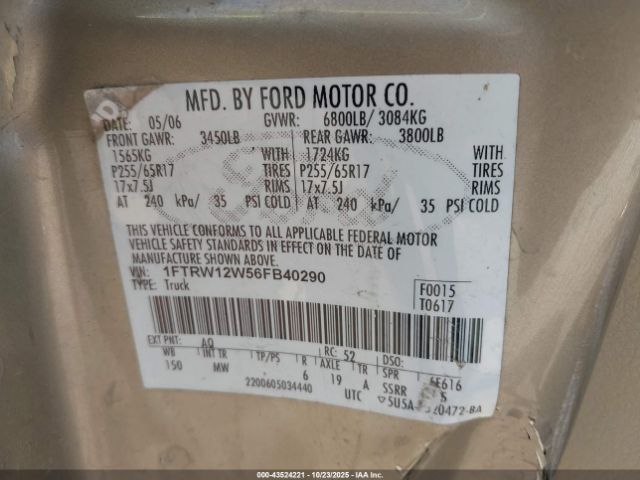 MFD. BY FORD MOTOR CO.
DATE: 05/06 GVWR: 6800LB/ 3084KG
FRONT GAWR: 3450LB REAR GAWR: 3800LB
1565KG WITH 1724KG WITH
P255/65R17 TIRES P255/65R17 TIRES
17x7.5J RIMS 17x7.5J RIMS
AT 240 kPa/ 35 PSI COLD AT 240 kPa/ 35 PSI COLD
THIS VEHICLE CONFORMS TO ALL APPLICABLE FEDERAL MOTOR
VEHICLE SAFETY STANDARDS IN EFFECT ON THE DATE OF
MANUFACTURE SHOWN ABOVE.
VIN: 1FTRW12W56FB40290
TYPE: Truck
F0015
T0617
EXT PNT: AQ RC: 52 DSO:
WB INT TR TP/PS R AXLE TR SPR
150 MW 6 19 A SSRR
2200605034440 UTC
00-43524221 - 10/23/2025 - IAA Inc.